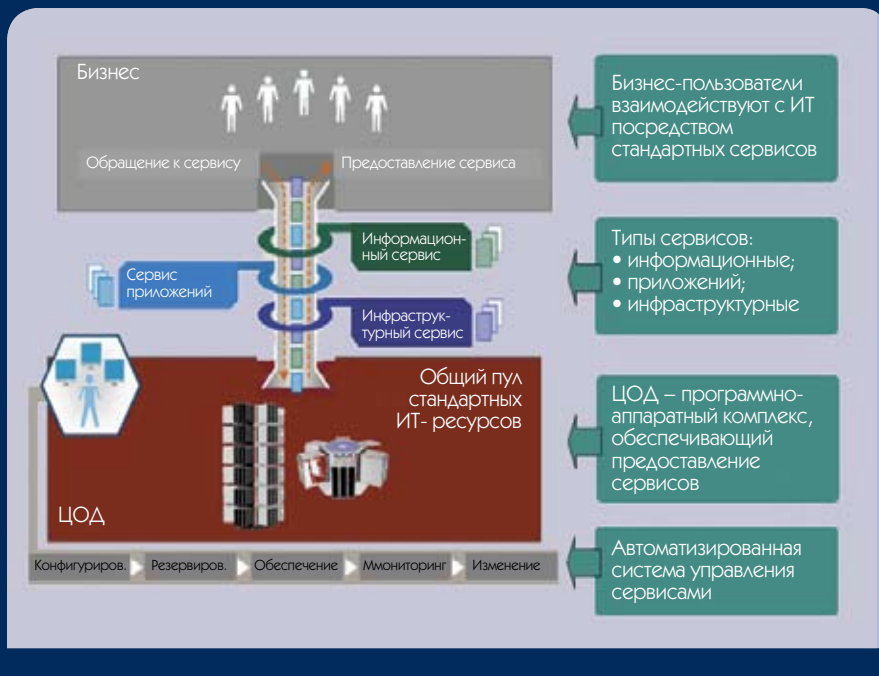 Бизнес
Обращение к сервису
Предоставление сервиса
Информацион-
ный сервис
Сервис
приложений
Инфраструк-
турный сервис
Общий пул
стандартных
ИТ- ресурсов
ЦОД
Конфигуриров.
Резервиров.
Обеспечение
Ммониторинг
Изменение
Бизнес-пользователи
взаимодействуют с ИТ
посредством
стандартных сервисов
Типы сервисов:
• информационные;
• приложений;
• инфраструктурные
ЦОД – программно-
аппаратный комплекс,
обеспечивающий
предоставление
сервисов
Автоматизированная
система управления
сервисами